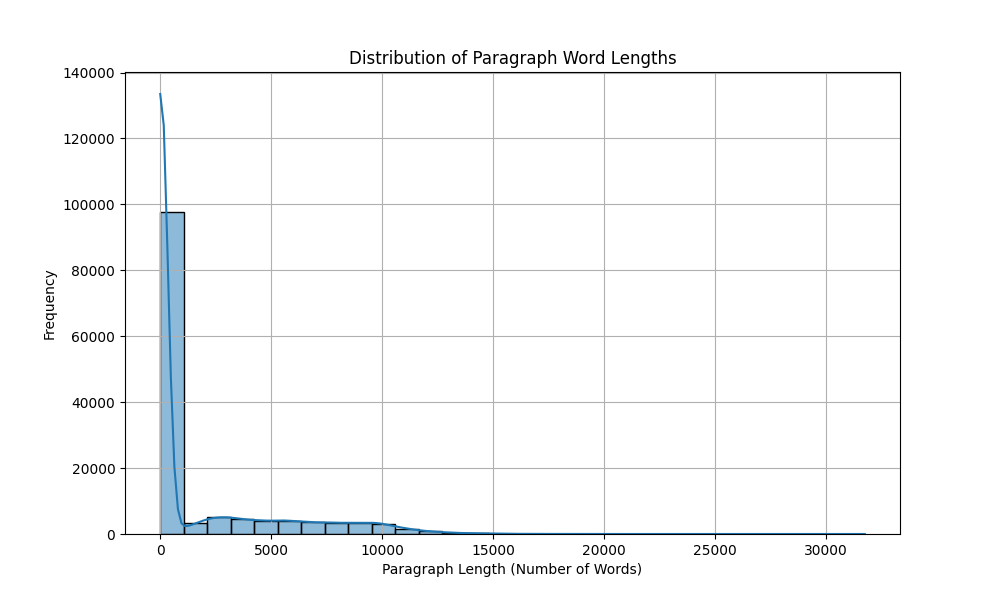 Distribution of Paragraph Word Lengths
140000
120000
100000
80000
60000
40000
20000
0
Frequency
0 5000 10000 15000 20000 25000 30000
Paragraph Length (Number of Words)